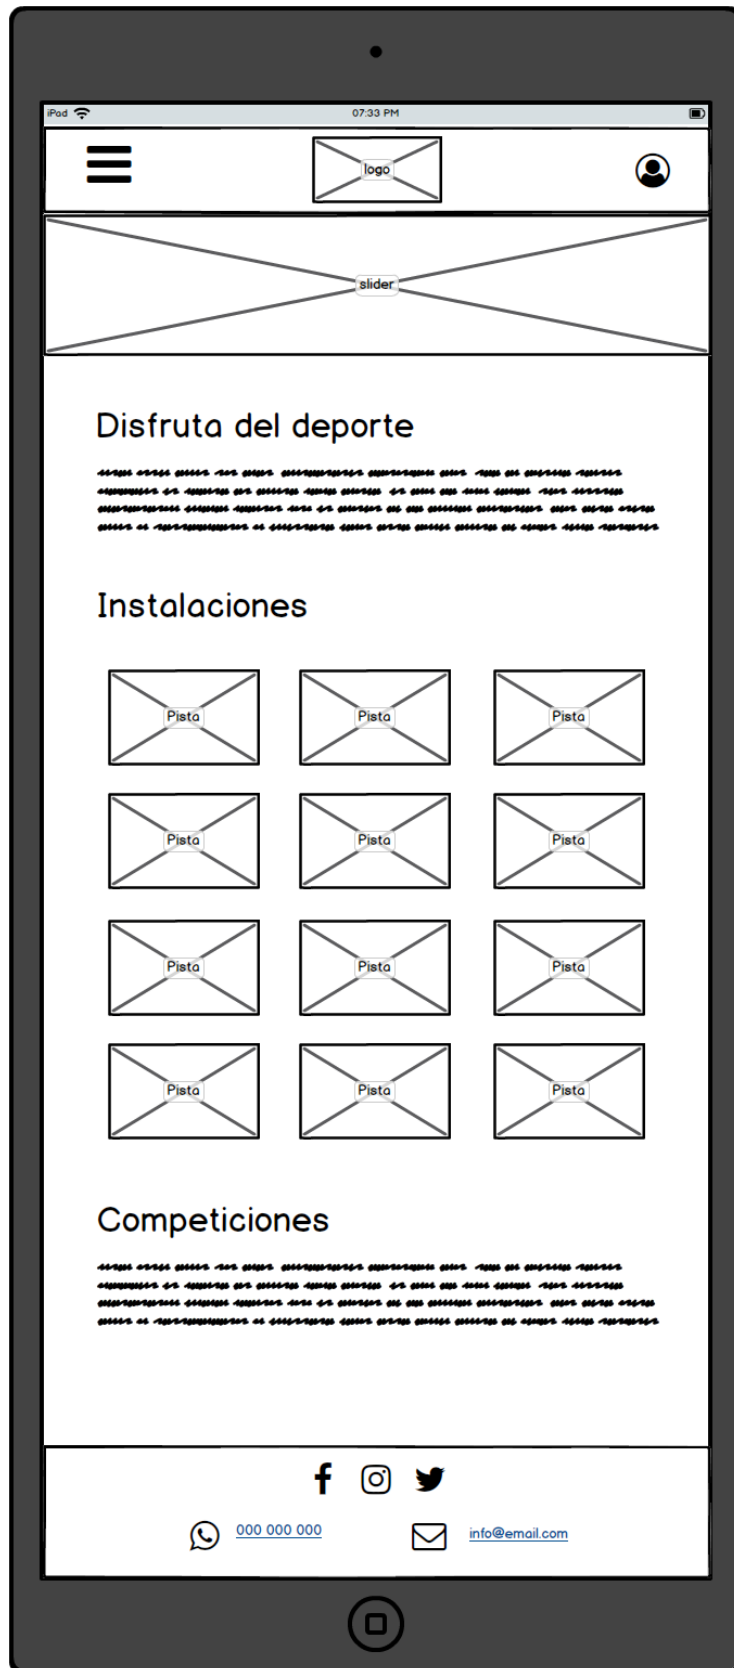 iPad 07:33 PM
logo
slider
Disfruta del deporte
Instalaciones
Pista Pista Pista
Pista Pista Pista
Pista Pista Pista
Pista Pista Pista
Competiciones
000 000 000 info@email.com